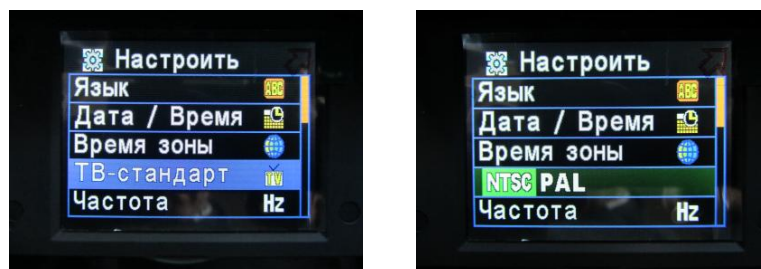 Настроить
Язык ABC
Дата / Время
Время зоны
ТВ-стандарт TV
Частота Hz
Настроить
Язык ABC
Дата / Время
Время зоны
NTSC PAL
Частота Hz